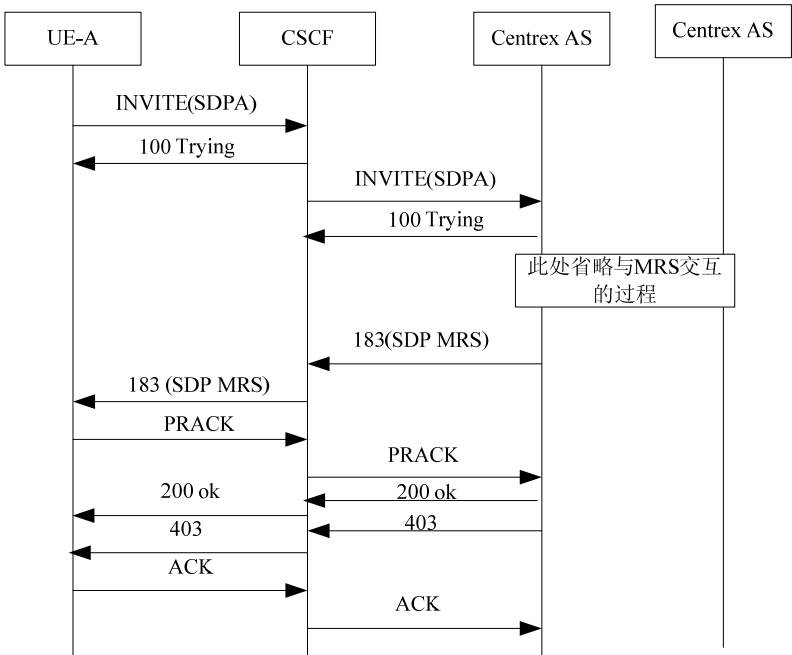 UE-A
CSCF
Centrex AS
Centrex AS
INVITE(SDPA)
100 Trying
INVITE(SDPA)
100 Trying
此处省略与MRS交互
的过程
183(SDP MRS)
183 (SDP MRS)
PRACK
PRACK
200 ok
200 ok
403
403
ACK
ACK